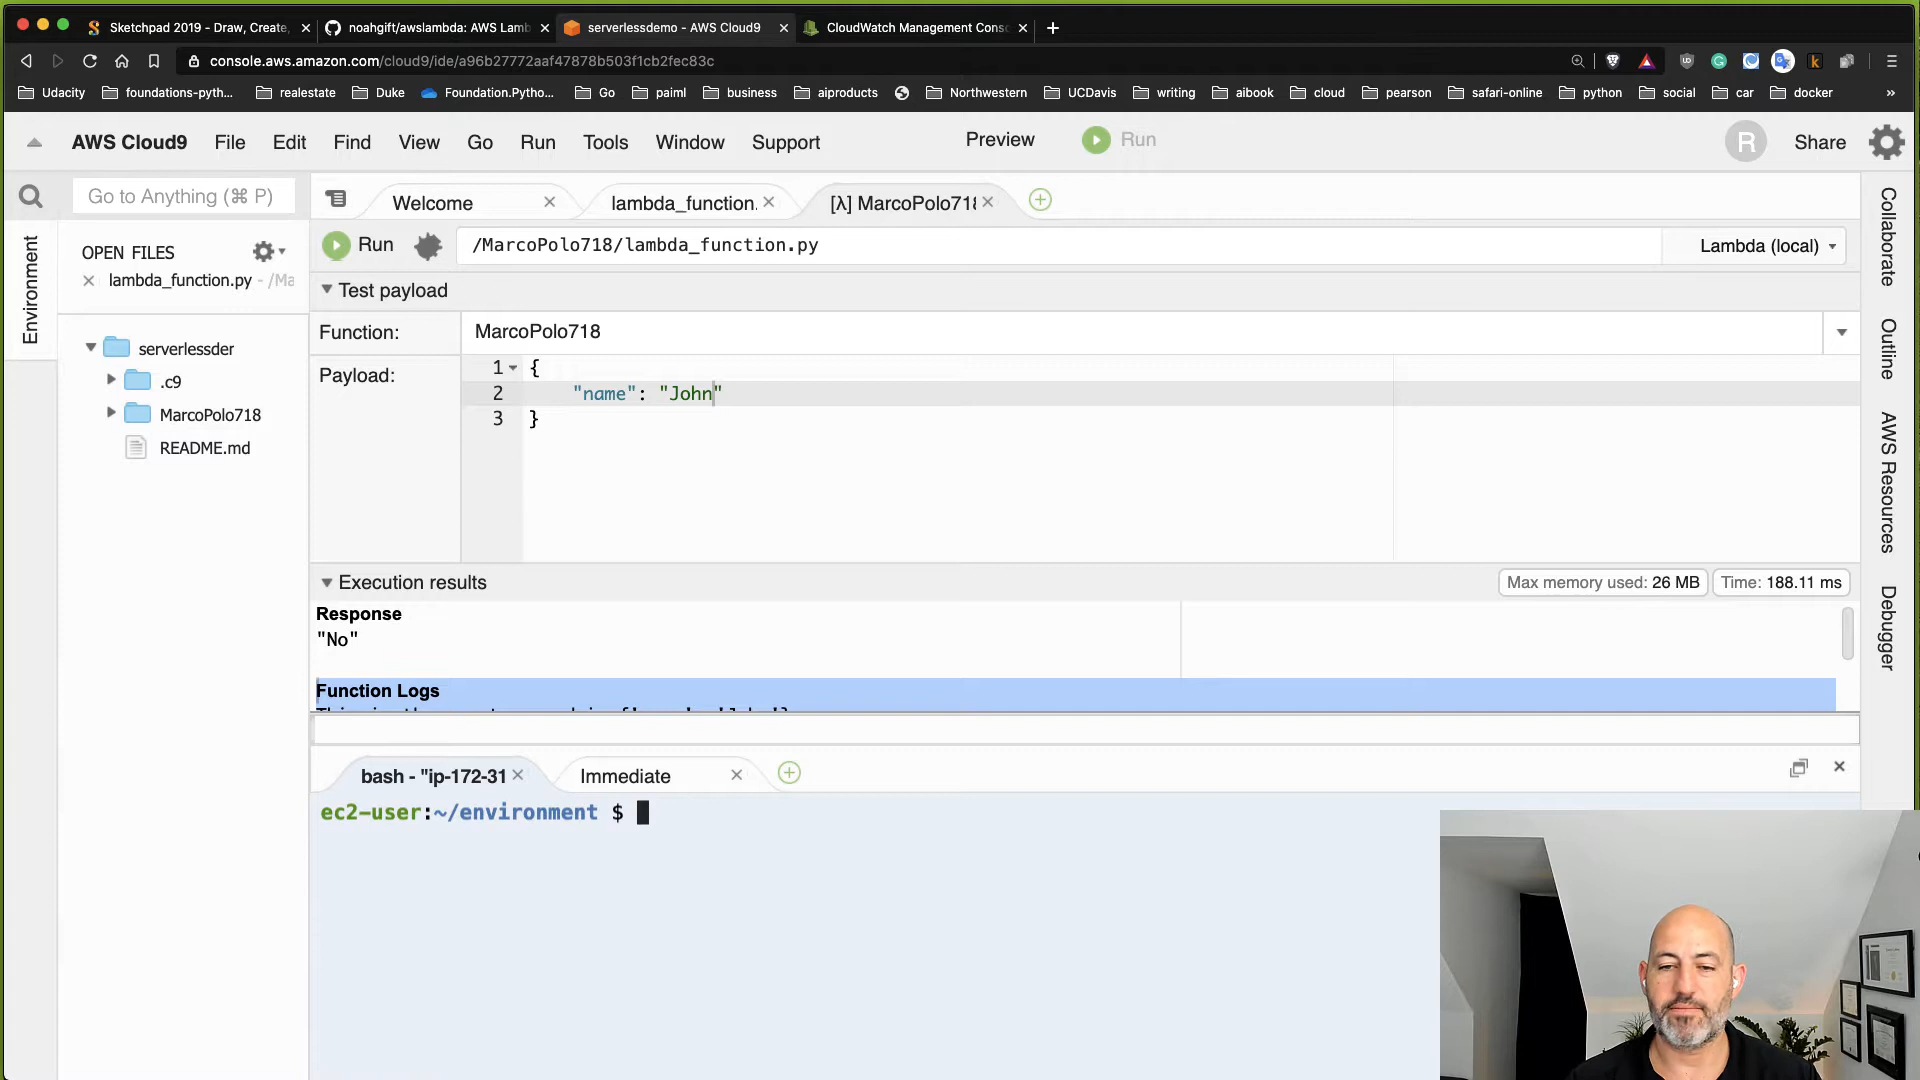 Sketchpad 2019 - Draw, Create,
noahgift/awslambda: AWS Lamb
serverlessdemo - AWS Cloud9
CloudWatch Management Conso
console.aws.amazon.com/cloud9/ide/a96b27772aaf47878b503f1cb2fec83c
Udacity
foundations-pyth...
realestate
Duke
Foundation.Pytho...
Go
paiml
business
aiproducts
Northwestern
UCDavis
writing
aibook
cloud
pearson
safari-online
python
social
car
docker
»
AWS Cloud9 File Edit Find View Go Run Tools Window Support Preview Run
R
Share
Go to Anything (⌘ P)
Welcome
lambda_function.
[λ] MarcoPolo718
Environment
OPEN FILES
lambda_function.py - /Ma
serverlessder
.c9
MarcoPolo718
README.md
Run
/MarcoPolo718/lambda_function.py
Lambda (local)
Test payload
Function:
MarcoPolo718
Payload:
1 {
2 "name": "John"
3 }
Execution results
Max memory used: 26 MB
Time: 188.11 ms
Response
"No"
Function Logs
bash - "ip-172-31
Immediate
ec2-user:~/environment $
Collaborate
Outline
AWS Resources
Debugger